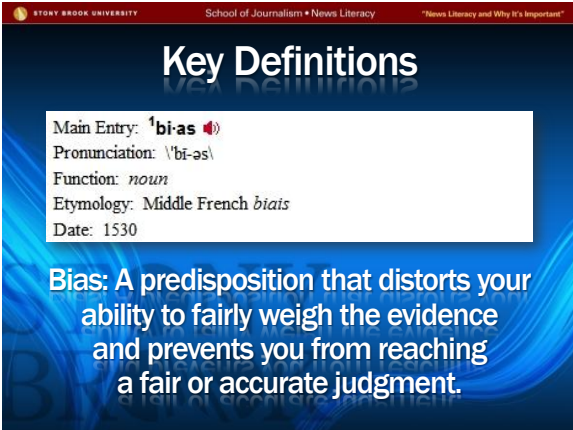 STONY BROOK UNIVERSITY School of Journalism • News Literacy "News Literacy and Why It's Important"
Key Definitions
Main Entry: ¹bi·as
Pronunciation: \ˈbī-əs\
Function: noun
Etymology: Middle French biais
Date: 1530
Bias: A predisposition that distorts your
ability to fairly weigh the evidence
and prevents you from reaching
a fair or accurate judgment.
STONY
BROOK